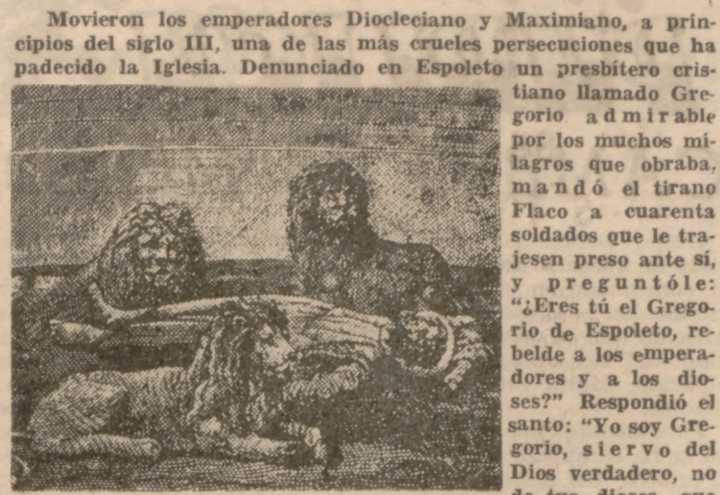 Movieron los emperadores Diocleciano y Maximiano, a prin-
cipios del siglo III, una de las más crueles persecuciones que ha
padecido la Iglesia. Denunciado en Espoleto un presbítero cris-
tiano llamado Gre-
gorio admirable
por los muchos mi-
lagros que obraba,
mandó el tirano
Flaco a cuarenta
soldados que le tra-
jesen preso ante sí,
y preguntóle:
"¿Eres tú el Grego-
rio de Espoleto, re-
belde a los empera-
dores y a los dio-
ses?" Respondió el
santo: "Yo soy Gre-
gorio, siervo del
Dios verdadero, no